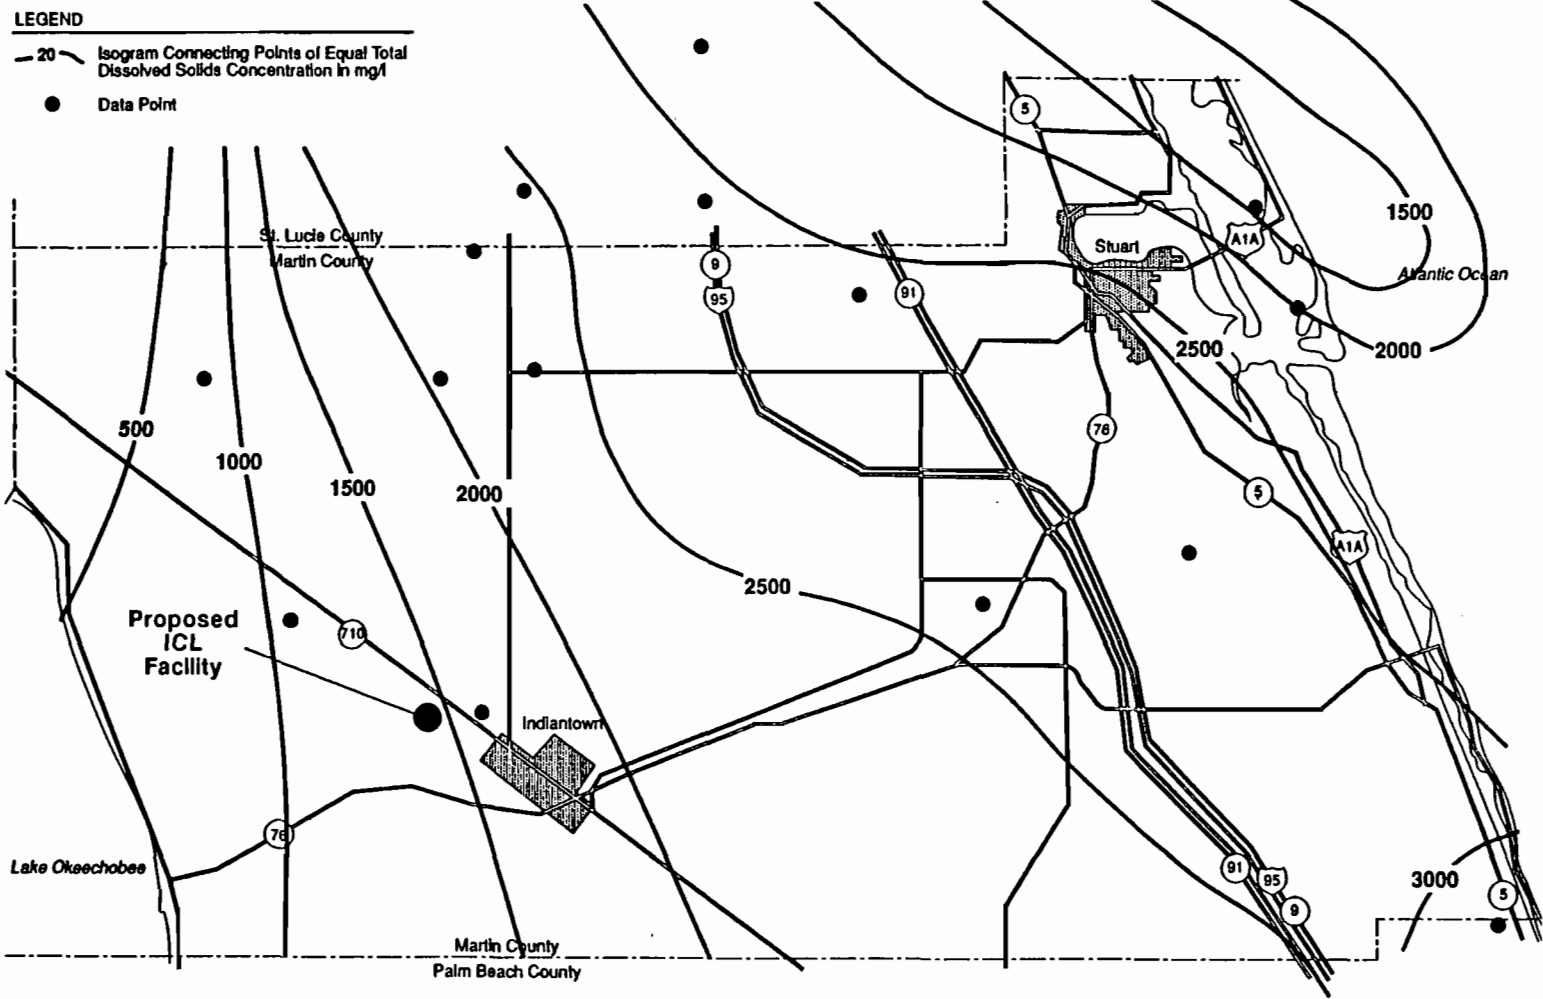 LEGEND
20
Isogram Connecting Points of Equal Total
Dissolved Solids Concentration in mg/l
Data Point
5
1500
St. Lucie County
Martin County
Stuart
A1A
Atlantic Ocean
9
95
91
2500
2000
500
1000
1500
2000
76
5
A1A
2500
Proposed
ICL
Facility
710
Indiantown
76
Lake Okeechobee
91
95
9
3000
5
Martin County
Palm Beach County